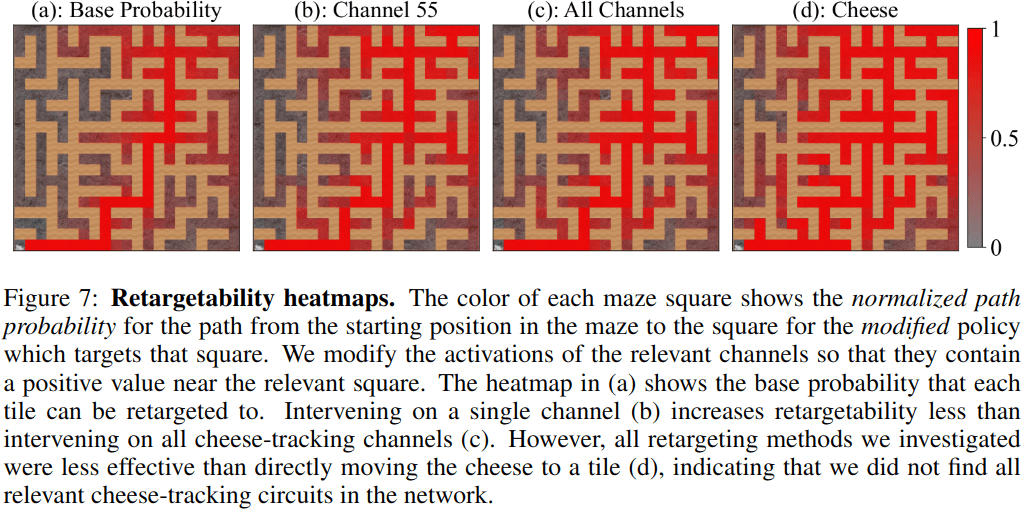 (a): Base Probability
(b): Channel 55
(c): All Channels
(d): Cheese
1
0.5
0
Figure 7: Retargetability heatmaps. The color of each maze square shows the normalized path
probability for the path from the starting position in the maze to the square for the modified policy
which targets that square. We modify the activations of the relevant channels so that they contain
a positive value near the relevant square. The heatmap in (a) shows the base probability that each
tile can be retargeted to. Intervening on a single channel (b) increases retargetability less than
intervening on all cheese-tracking channels (c). However, all retargeting methods we investigated
were less effective than directly moving the cheese to a tile (d), indicating that we did not find all
relevant cheese-tracking circuits in the network.